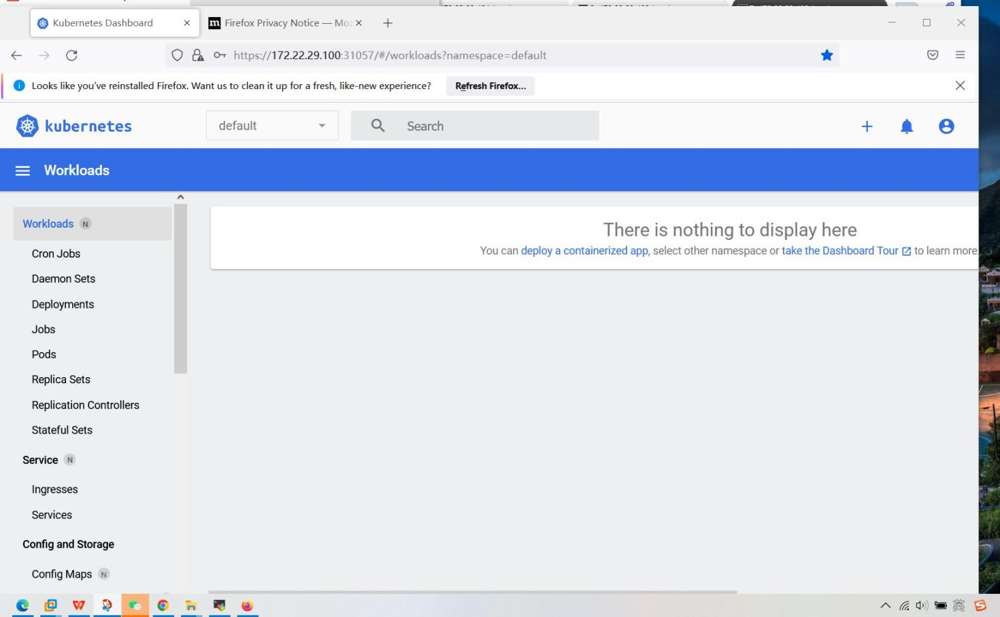 Kubernetes Dashboard
Firefox Privacy Notice — Moz
https://172.22.29.100:31057/#/workloads?namespace=default
Looks like you've reinstalled Firefox. Want us to clean it up for a fresh, like-new experience?
Refresh Firefox...
kubernetes
default
Search
Workloads
Workloads N
Cron Jobs
Daemon Sets
Deployments
Jobs
Pods
Replica Sets
Replication Controllers
Stateful Sets
Service N
Ingresses
Services
Config and Storage
Config Maps N
There is nothing to display here
You can deploy a containerized app, select other namespace or take the Dashboard Tour to learn more.
英